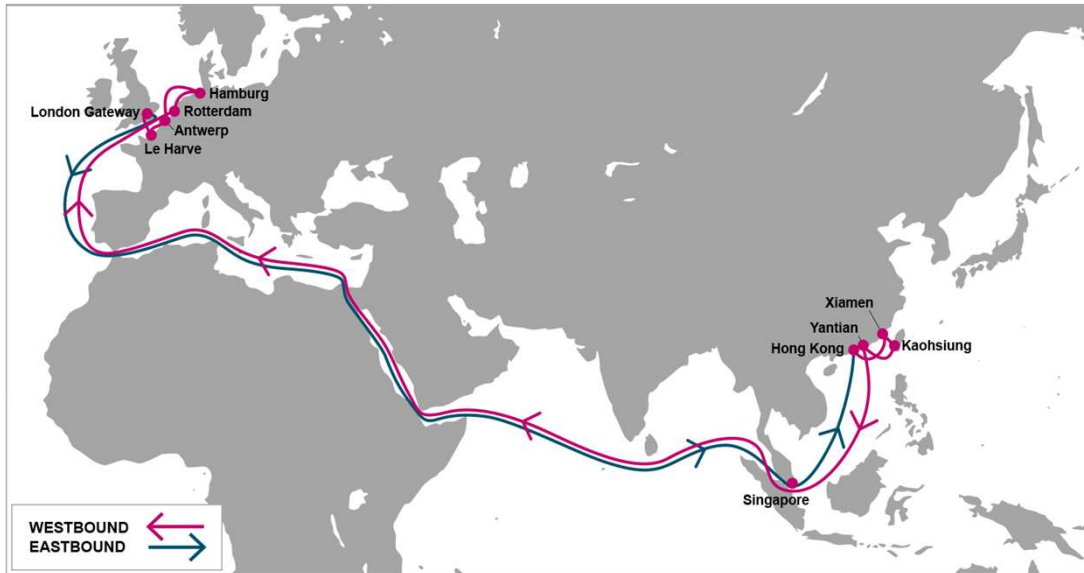 Hamburg
London Gateway
Rotterdam
Antwerp
Le Harve
Xiamen
Yantian
Hong Kong
Kaohsiung
Singapore
WESTBOUND
EASTBOUND